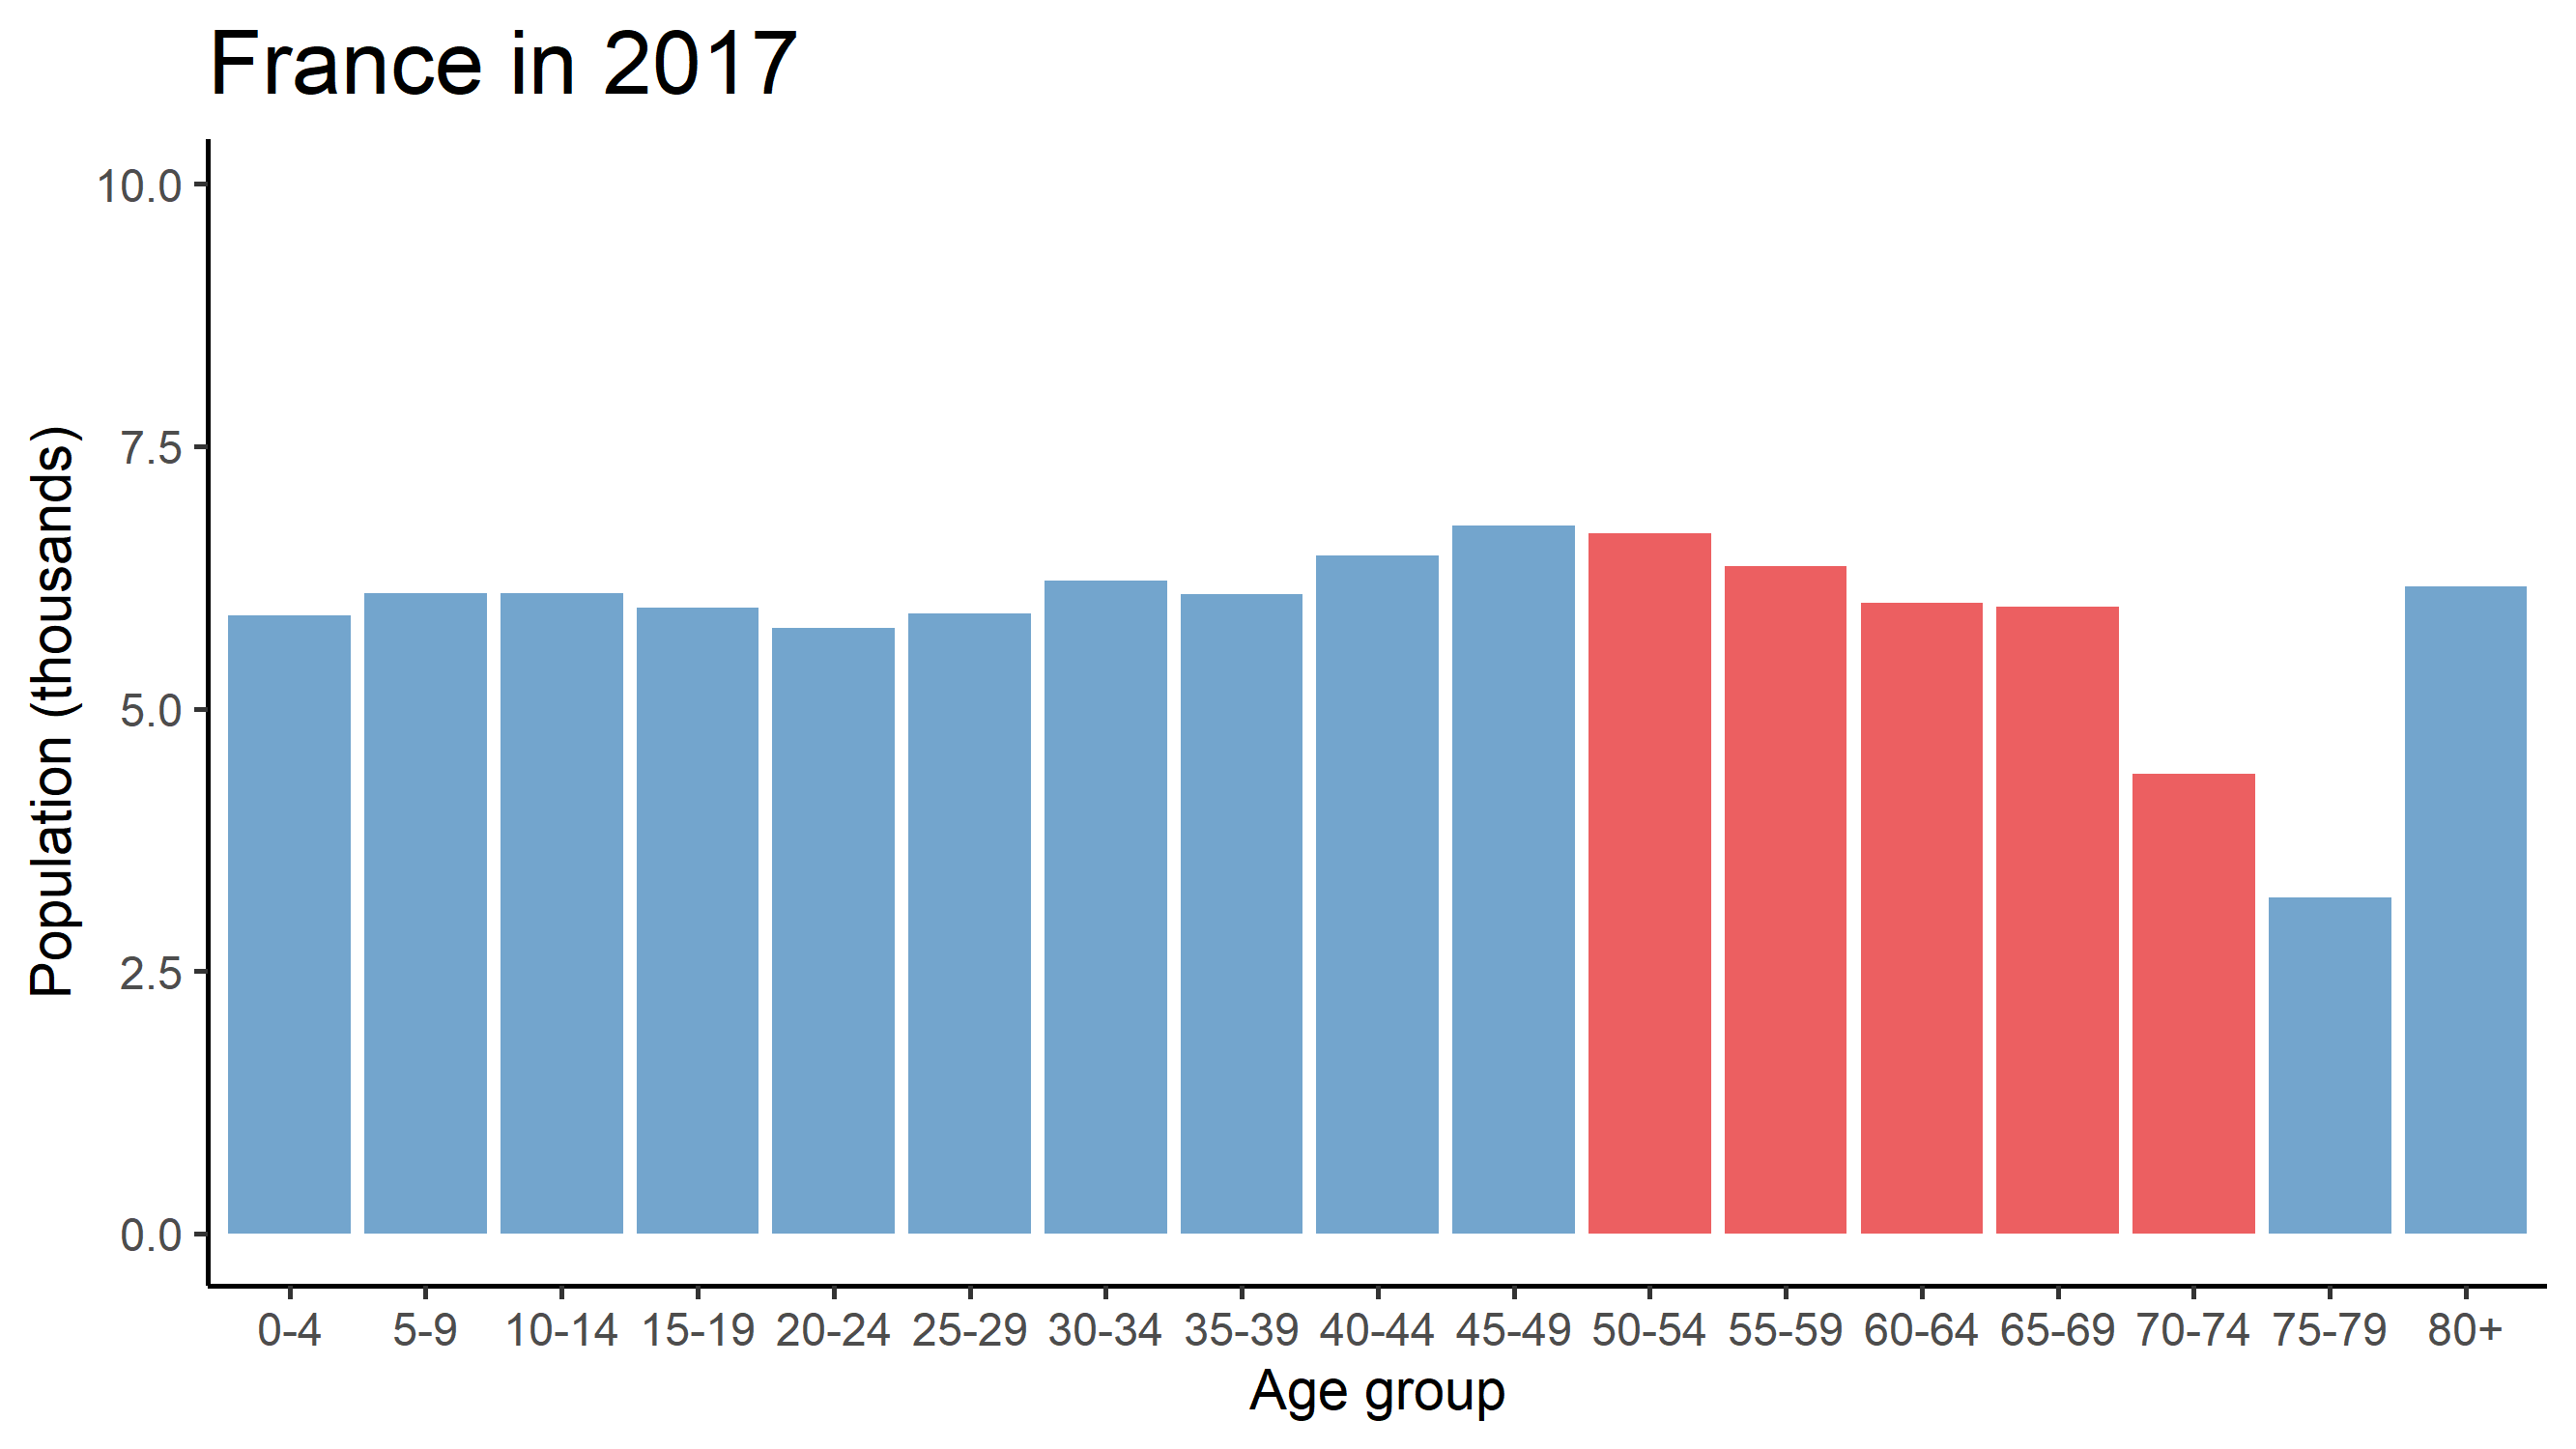 France in 2017
Population (thousands)
10.0
7.5
5.0
2.5
0.0
0-4 5-9 10-14 15-19 20-24 25-29 30-34 35-39 40-44 45-49 50-54 55-59 60-64 65-69 70-74 75-79 80+
Age group